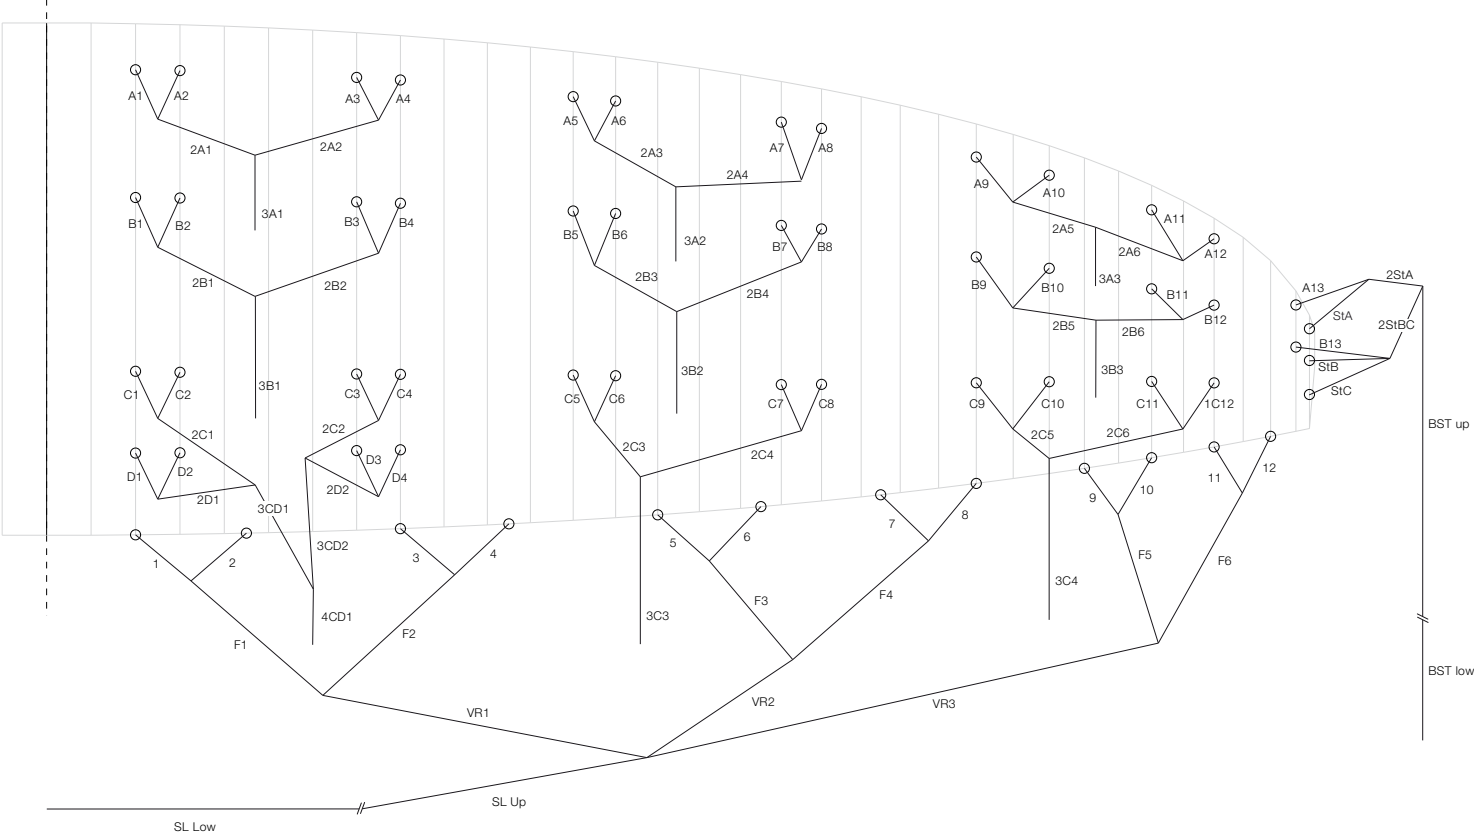 A1 A2 A3 A4
2A1 2A2
3A1
B1 B2 B3 B4
2B1 2B2
3B1
C1 C2 C3 C4
2C1 2C2
D1 D2 D3 D4
2D1 2D2
3CD1
3CD2
4CD1
A5 A6 A7 A8
2A3 2A4
3A2
B5 B6 B7 B8
2B3 2B4
3B2
C5 C6 C7 C8
2C3 2C4
3C3
A9 A10 A11 A12
2A5 2A6
3A3
B9 B10 B11 B12
2B5 2B6
3B3
C9 C10 C11 1C12
2C5 2C6
3C4
A13 2StA
StA 2StBC
B13
StB
StC
BST up
BST low
1 2 3 4 5 6 7 8 9 10 11 12
F1 F2 F3 F4 F5 F6
VR1 VR2 VR3
SL Up
SL Low